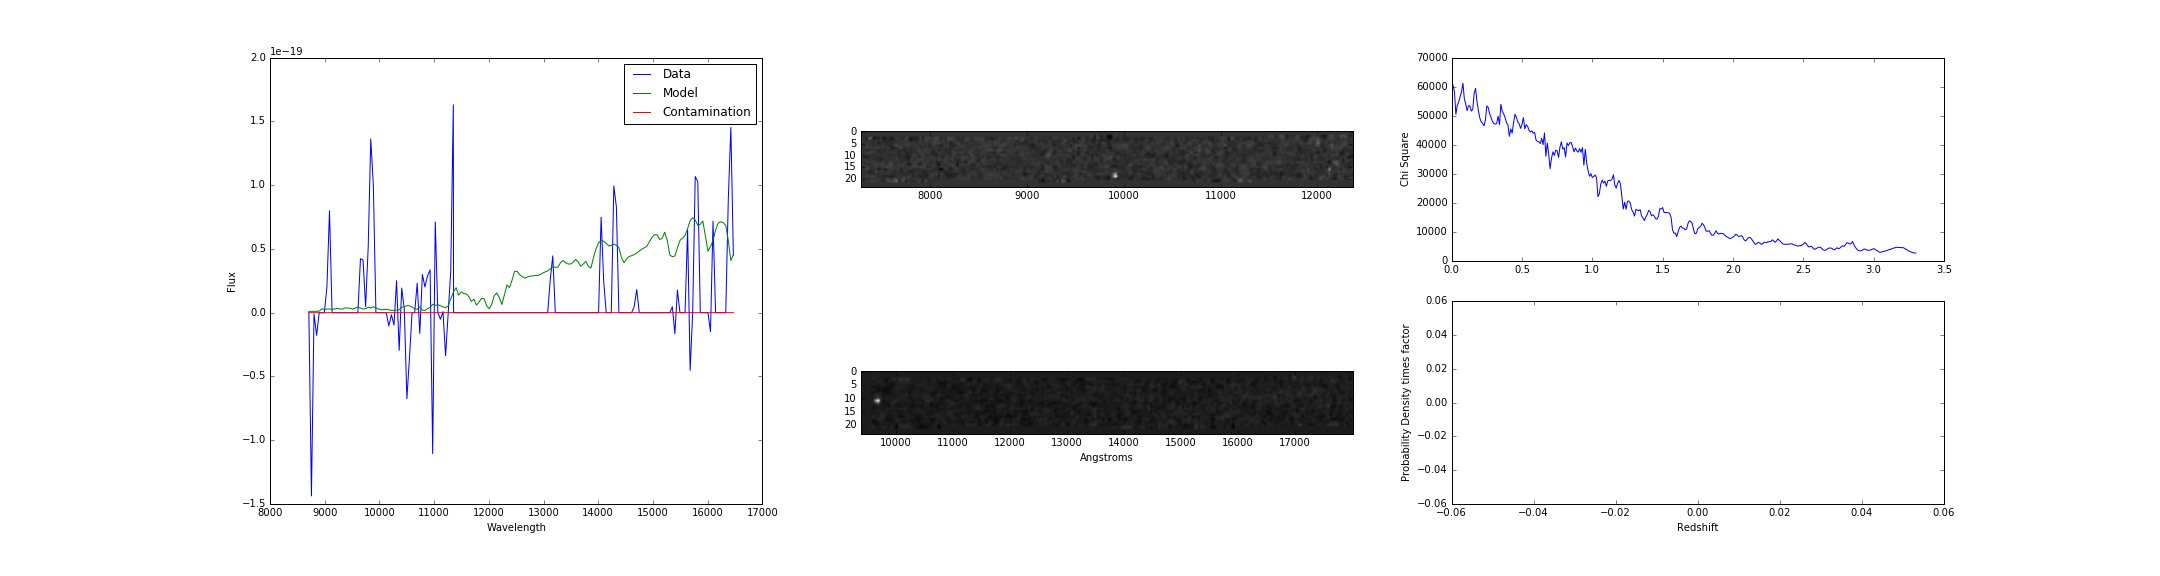 1e−19
2.0
1.5
1.0
0.5
0.0
−0.5
−1.0
−1.5
Flux
8000 9000 10000 11000 12000 13000 14000 15000 16000 17000
Wavelength
Data
Model
Contamination
0
5
10
15
20
8000 9000 10000 11000 12000
0
5
10
15
20
10000 11000 12000 13000 14000 15000 16000 17000
Angstroms
70000
60000
50000
40000
30000
20000
10000
0
Chi Square
0.0 0.5 1.0 1.5 2.0 2.5 3.0 3.5
0.06
0.04
0.02
0.00
−0.02
−0.04
−0.06
Probability Density times factor
−0.06 −0.04 −0.02 0.00 0.02 0.04 0.06
Redshift